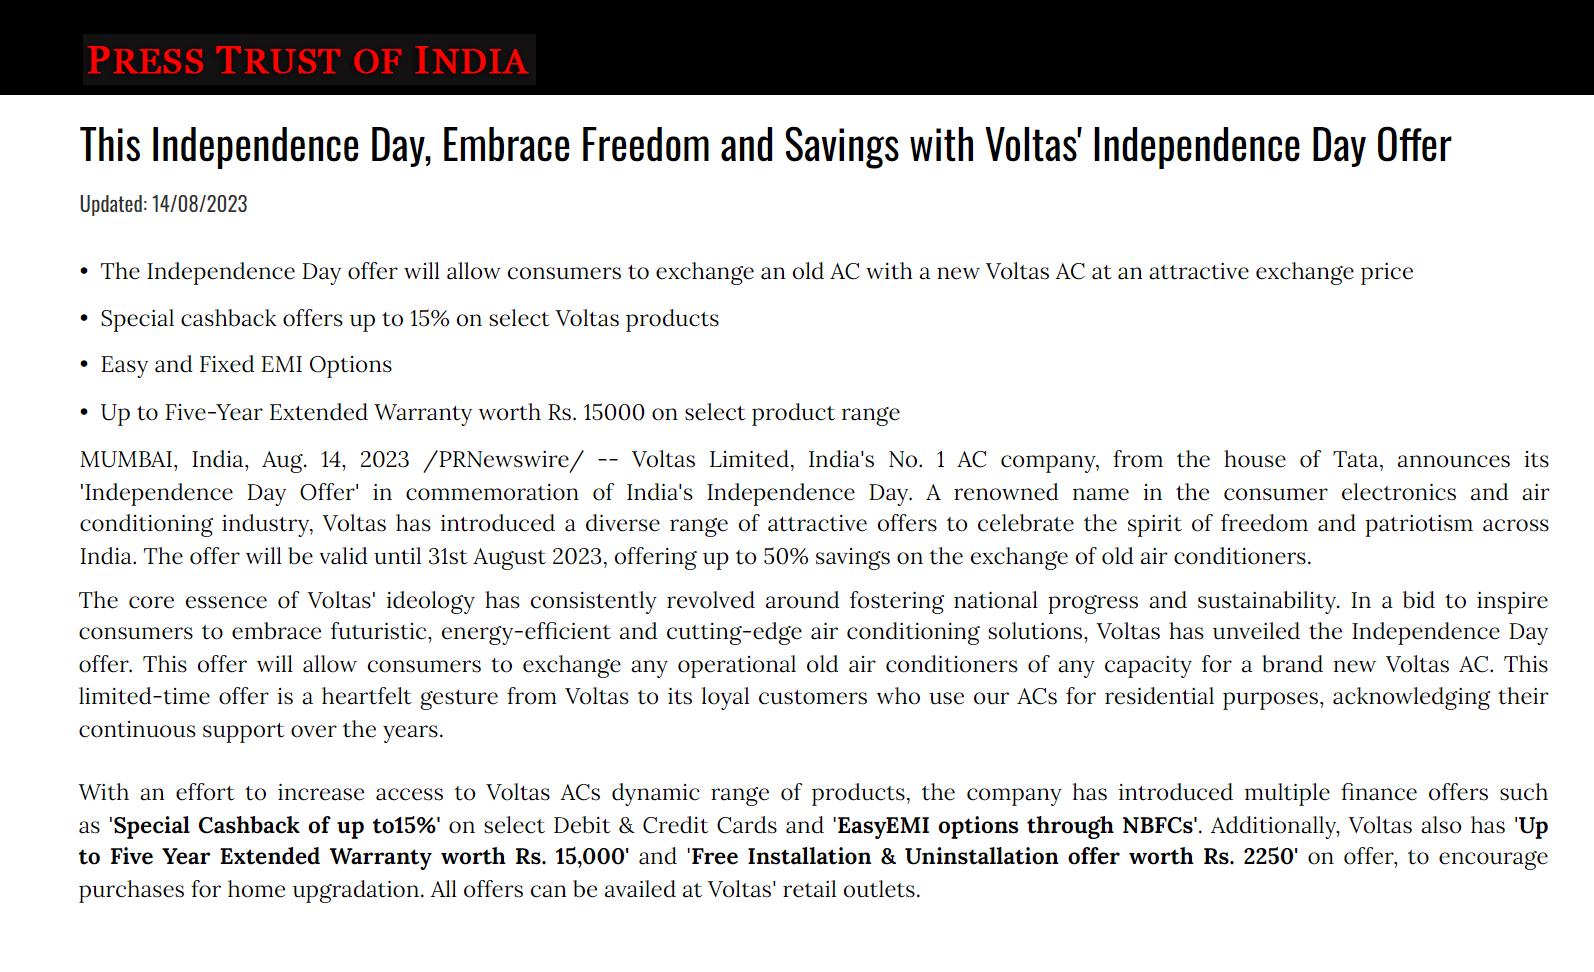 PRESS TRUST OF INDIA
This Independence Day, Embrace Freedom and Savings with Voltas' Independence Day Offer
Updated: 14/08/2023
• The Independence Day offer will allow consumers to exchange an old AC with a new Voltas AC at an attractive exchange price
• Special cashback offers up to 15% on select Voltas products
• Easy and Fixed EMI Options
• Up to Five-Year Extended Warranty worth Rs. 15000 on select product range
MUMBAI, India, Aug. 14, 2023 /PRNewswire/ -- Voltas Limited, India's No. 1 AC company, from the house of Tata, announces its
'Independence Day Offer' in commemoration of India's Independence Day. A renowned name in the consumer electronics and air
conditioning industry, Voltas has introduced a diverse range of attractive offers to celebrate the spirit of freedom and patriotism across
India. The offer will be valid until 31st August 2023, offering up to 50% savings on the exchange of old air conditioners.
The core essence of Voltas' ideology has consistently revolved around fostering national progress and sustainability. In a bid to inspire
consumers to embrace futuristic, energy-efficient and cutting-edge air conditioning solutions, Voltas has unveiled the Independence Day
offer. This offer will allow consumers to exchange any operational old air conditioners of any capacity for a brand new Voltas AC. This
limited-time offer is a heartfelt gesture from Voltas to its loyal customers who use our ACs for residential purposes, acknowledging their
continuous support over the years.
With an effort to increase access to Voltas ACs dynamic range of products, the company has introduced multiple finance offers such
as 'Special Cashback of up to15%' on select Debit & Credit Cards and 'EasyEMI options through NBFCs'. Additionally, Voltas also has 'Up
to Five Year Extended Warranty worth Rs. 15,000' and 'Free Installation & Uninstallation offer worth Rs. 2250' on offer, to encourage
purchases for home upgradation. All offers can be availed at Voltas' retail outlets.